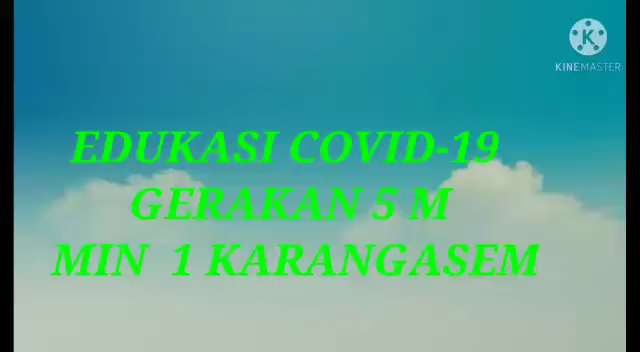 KINEMASTER
EDUKASI COVID-19
GERAKAN 5 M
MIN 1 KARANGASEM